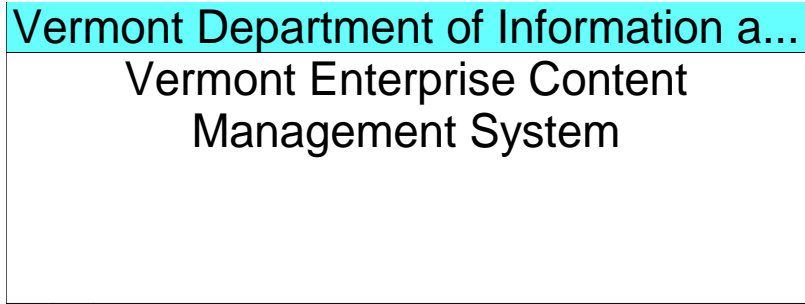 Vermont Department of Information a...
Vermont Enterprise Content
Management System